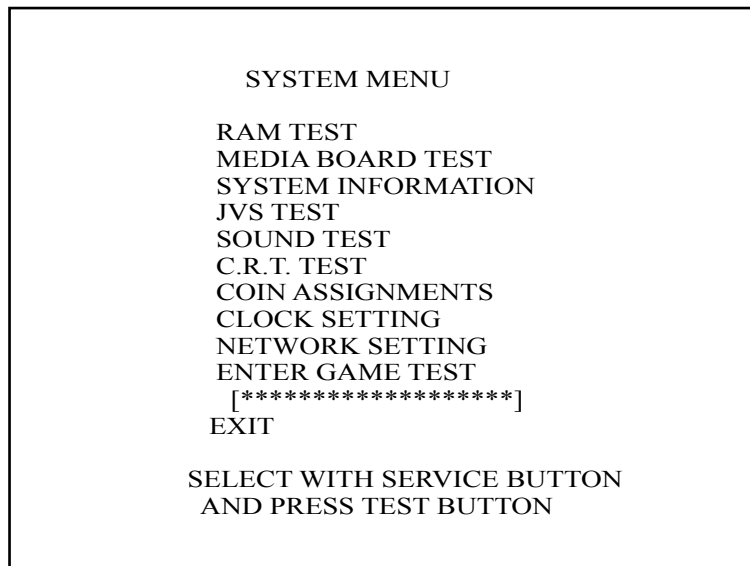 SYSTEM MENU
RAM TEST
MEDIA BOARD TEST
SYSTEM INFORMATION
JVS TEST
SOUND TEST
C.R.T. TEST
COIN ASSIGNMENTS
CLOCK SETTING
NETWORK SETTING
ENTER GAME TEST
[*******************]
EXIT
SELECT WITH SERVICE BUTTON
AND PRESS TEST BUTTON